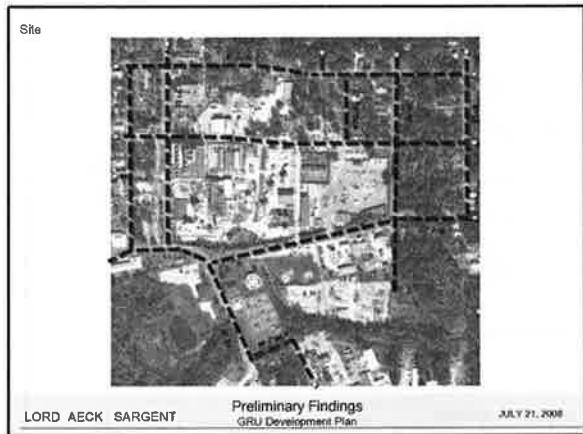 Site
LORD AECK SARGENT
Preliminary Findings
GRU Development Plan
JULY 21, 2008